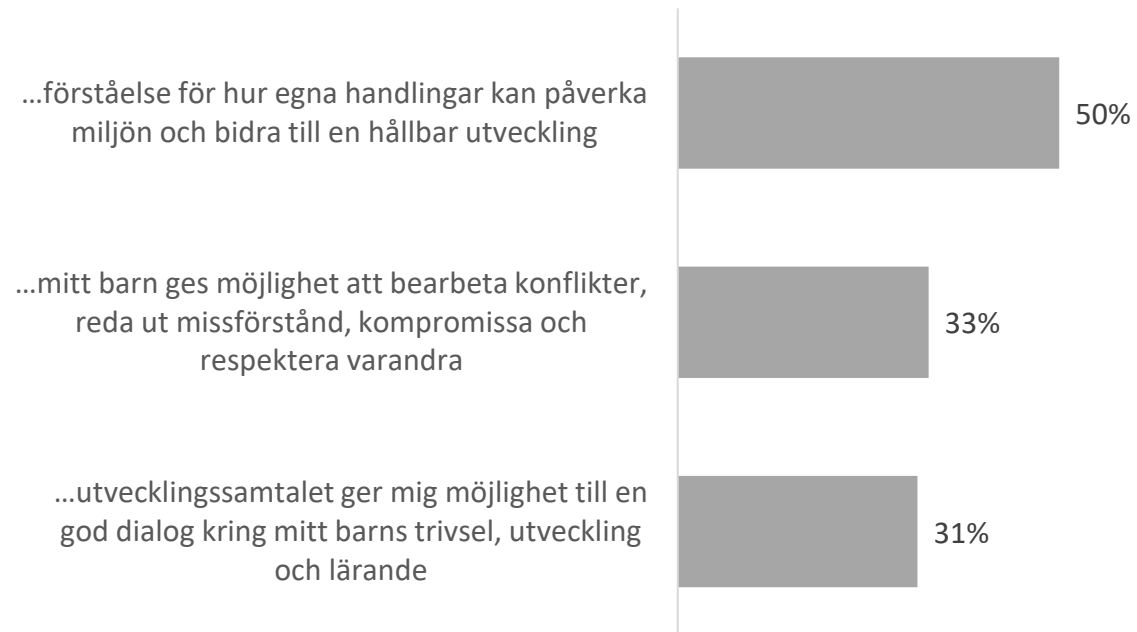 ...förståelse för hur egna handlingar kan påverka
miljön och bidra till en hållbar utveckling
50%
...mitt barn ges möjlighet att bearbeta konflikter,
reda ut missförstånd, kompromissa och
respektera varandra
33%
...utvecklingssamtalet ger mig möjlighet till en
god dialog kring mitt barns trivsel, utveckling
och lärande
31%